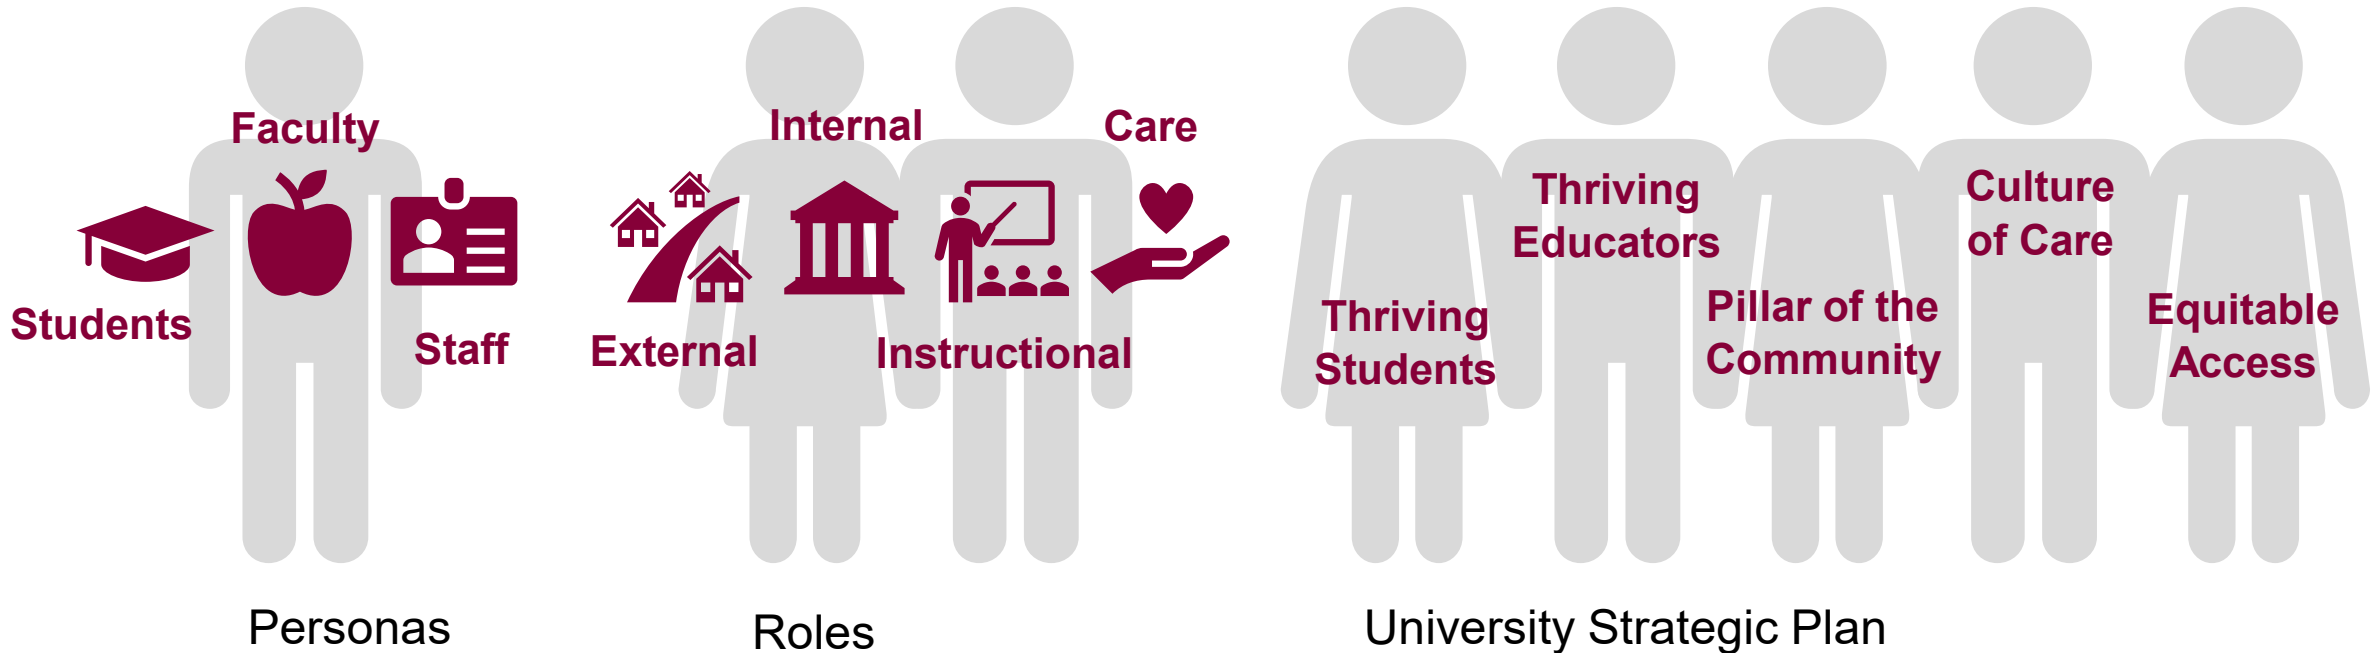 Faculty
Students
Staff
Personas
Internal
Care
External
Instructional
Roles
Thriving
Students
Thriving
Educators
Pillar of the
Community
Culture
of Care
Equitable
Access
University Strategic Plan